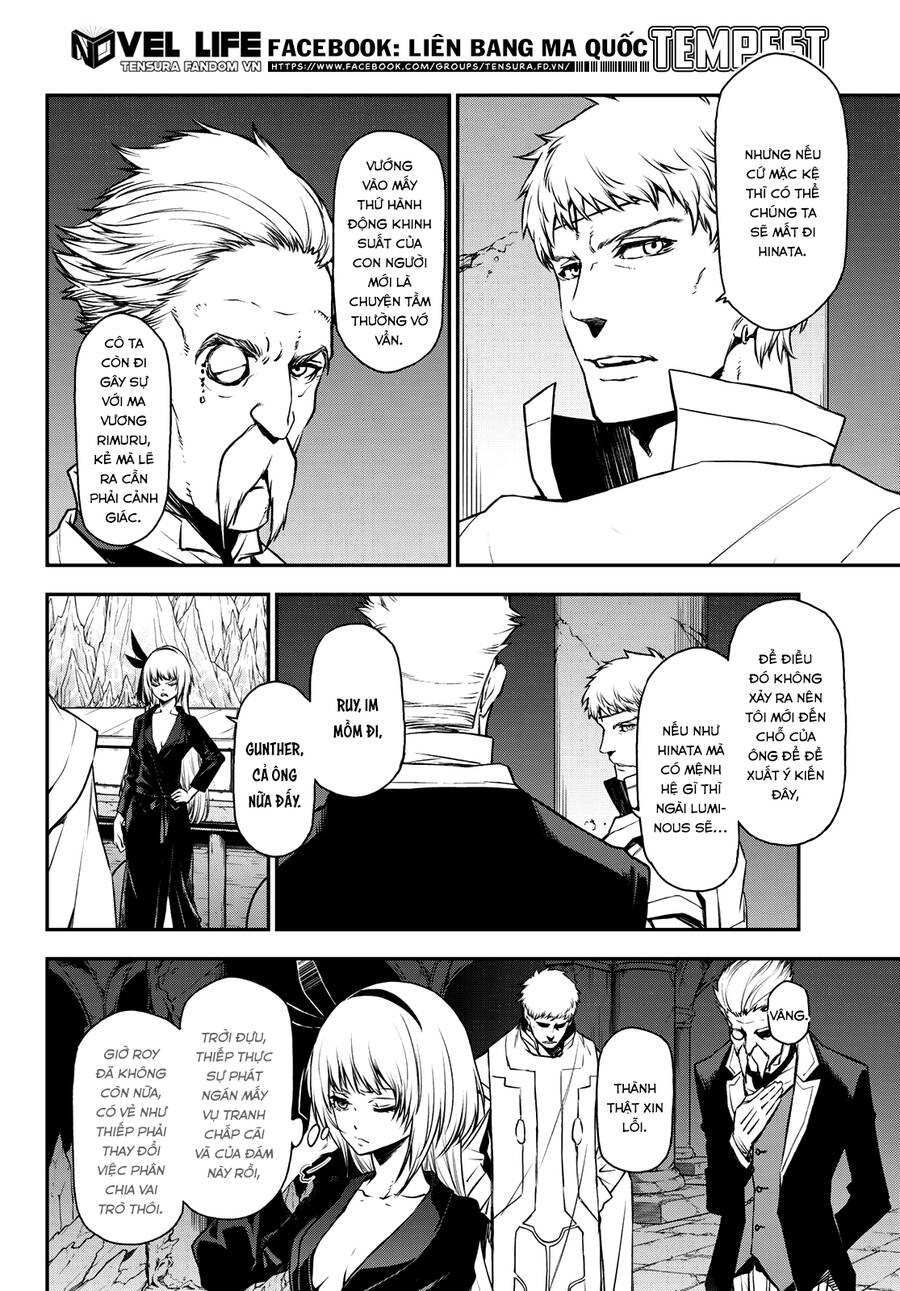 NOVEL LIFE
TENSURA FANDOM VN
FACEBOOK: LIÊN BANG MA QUỐC
HTTPS://WWW.FACEBOOK.COM/GROUPS/TENSURA.FD.VN/
TEMPEST
NHƯNG NẾU
CỨ MẶC KỆ
THÌ CÓ THỂ
CHÚNG TA
SẼ MẤT ĐI
HINATA.
VƯỚNG
VÀO MẤY
THỨ HÀNH
ĐỘNG KHINH
SUẤT CỦA
CON NGƯỜI
MỚI LÀ
CHUYỆN TẦM
THƯỜNG VỚ
VẨN.
CÔ TA
CÒN ĐI
GÂY SỰ
VỚI MA
VƯƠNG
RIMURU,
KẺ MÀ LẼ
RA CẦN
PHẢI CẢNH
GIÁC.
ĐỂ ĐIỀU
ĐÓ KHÔNG
XẢY RA NÊN
TÔI MỚI ĐẾN
CHỖ CỦA
ÔNG ĐỂ ĐỀ
XUẤT Ý KIẾN
ĐÂY,
NẾU NHƯ
HINATA MÀ
CÓ MỆNH
HỆ GÌ THÌ
NGÀI LUMI-
NOUS SẼ...
RUY, IM
MỒM ĐI,
GUNTHER,
CẢ ÔNG
NỮA ĐẤY.
VÂNG.
THÀNH
THẬT XIN
LỖI.
TRỜI ĐỰU,
THIẾP THỰC
SỰ PHÁT
NGÁN MẤY
VỤ TRANH
CHẤP CÃI
VÃ CỦA ĐÁM
NÀY RỒI,
GIỜ ROY
ĐÃ KHÔNG
CÒN NỮA,
CÓ VẺ NHƯ
THIẾP PHẢI
THAY ĐỔI
VIỆC PHÂN
CHIA VAI
TRÒ THÔI.